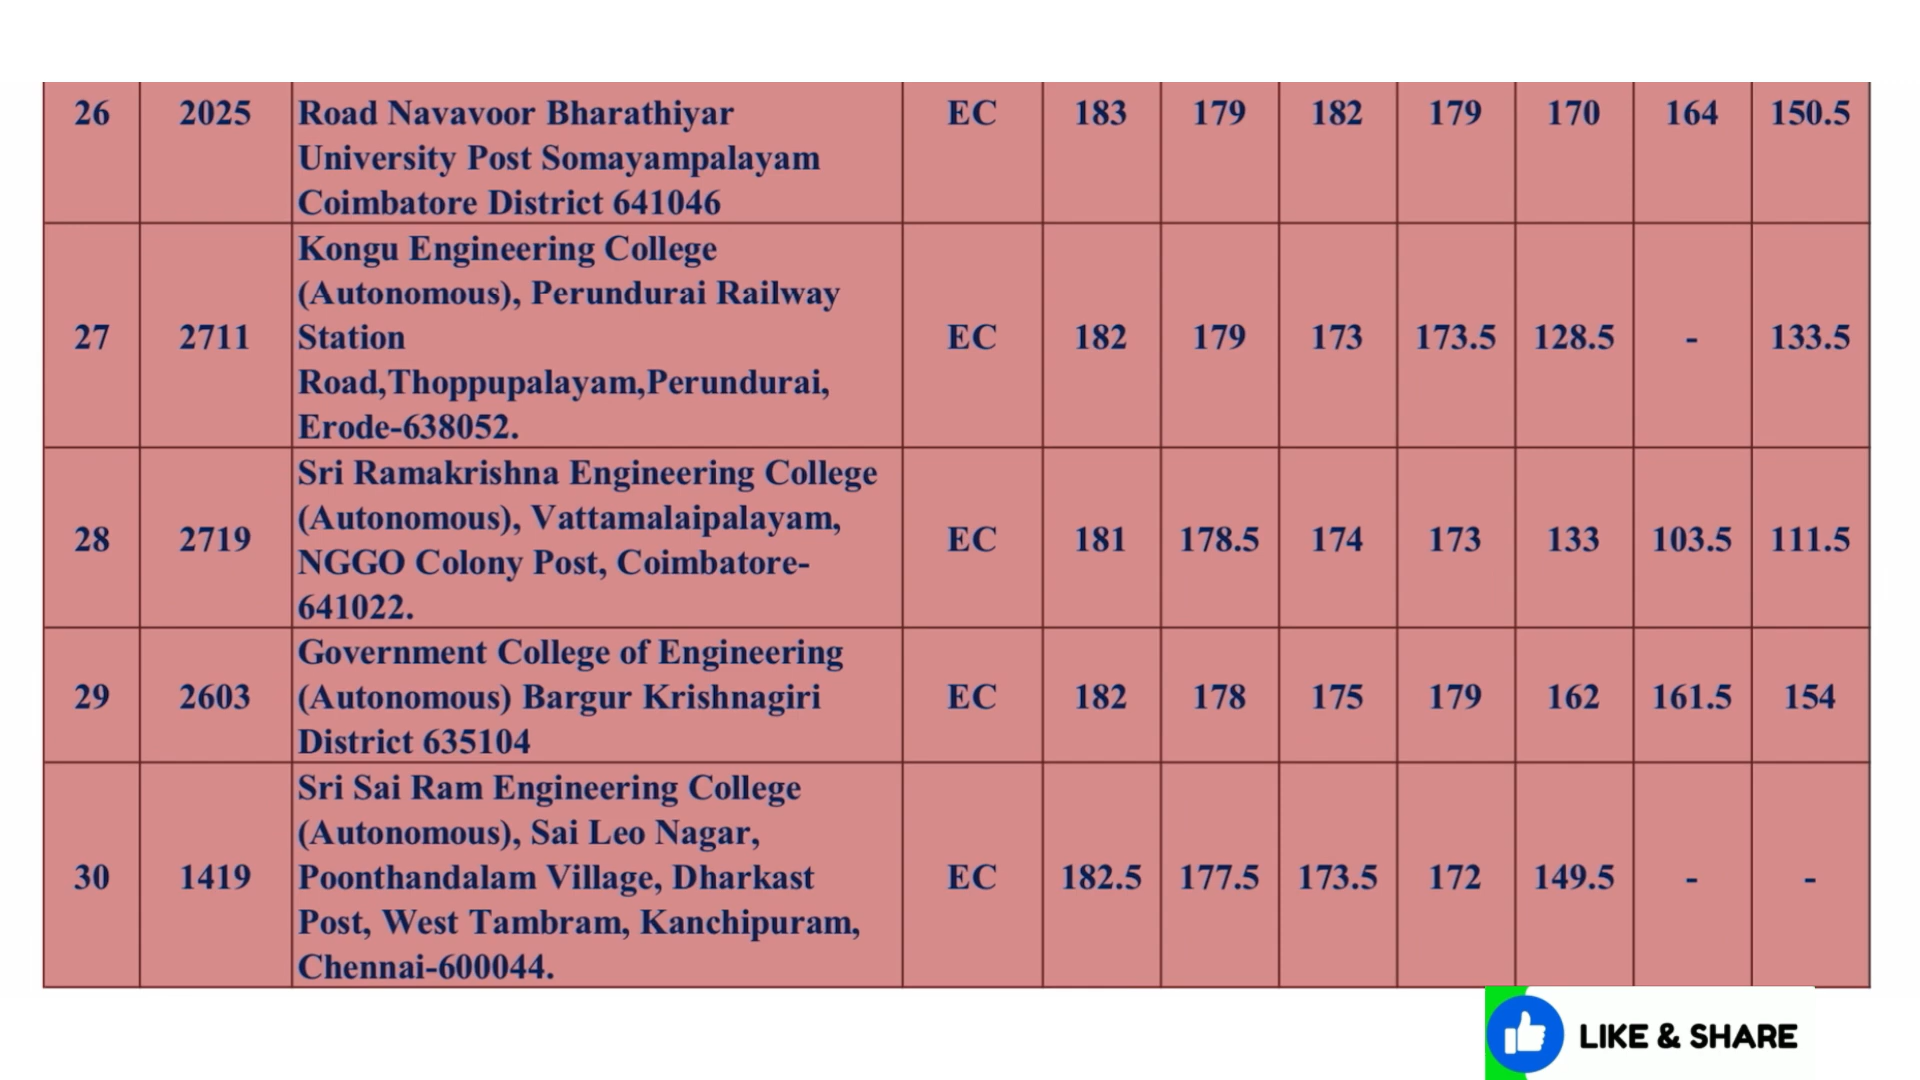 26 2025 Road Navavoor Bharathiyar EC 183 179 182 179 170 164 150.5
University Post Somayampalayam
Coimbatore District 641046
Kongu Engineering College
(Autonomous), Perundurai Railway
27 2711 Station EC 182 179 173 173.5 128.5 - 133.5
Road,Thoppupalayam,Perundurai,
Erode-638052.
Sri Ramakrishna Engineering College
(Autonomous), Vattamalaipalayam,
28 2719 EC 181 178.5 174 173 133 103.5 111.5
NGGO Colony Post, Coimbatore-
641022.
Government College of Engineering
29 2603 (Autonomous) Bargur Krishnagiri EC 182 178 175 179 162 161.5 154
District 635104
Sri Sai Ram Engineering College
(Autonomous), Sai Leo Nagar,
30 1419 Poonthandalam Village, Dharkast EC 182.5 177.5 173.5 172 149.5 - -
Post, West Tambram, Kanchipuram,
Chennai-600044.
LIKE & SHARE